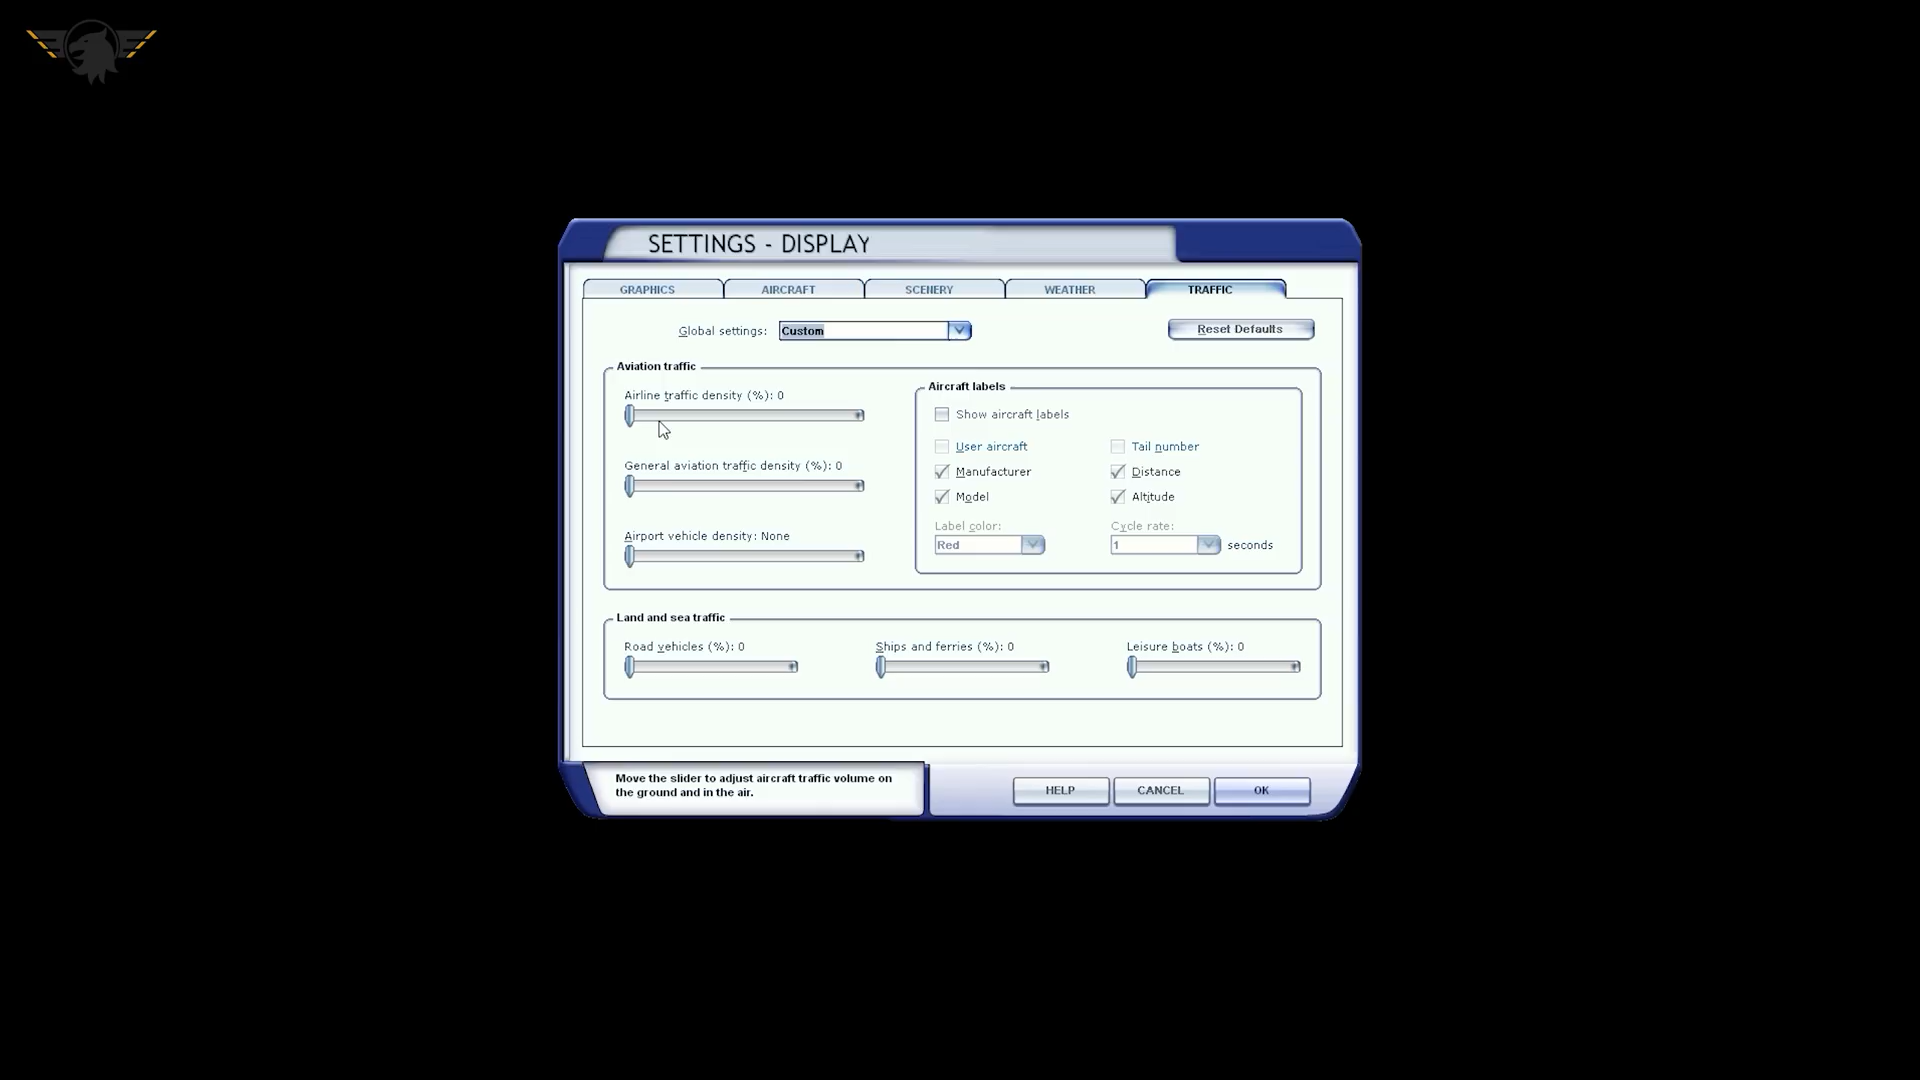 SETTINGS - DISPLAY
GRAPHICS AIRCRAFT SCENERY WEATHER TRAFFIC
Global settings: Custom Reset Defaults
Aviation traffic
Airline traffic density (%): 0
General aviation traffic density (%): 0
Airport vehicle density: None
Aircraft labels
Show aircraft labels
User aircraft Tail number
Manufacturer Distance
Model Altitude
Label color: Cycle rate:
Red 1 seconds
Land and sea traffic
Road vehicles (%): 0 Ships and ferries (%): 0 Leisure boats (%): 0
Move the slider to adjust aircraft traffic volume on
the ground and in the air.
HELP CANCEL OK